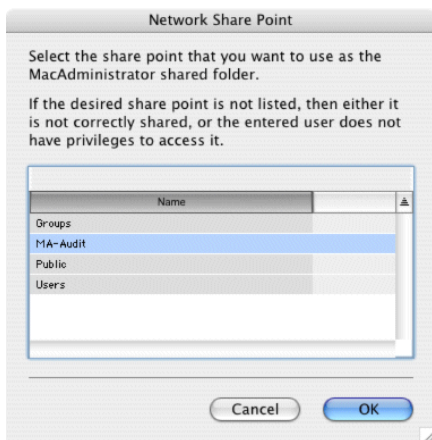 Network Share Point
Select the share point that you want to use as the
MacAdministrator shared folder.
If the desired share point is not listed, then either it
is not correctly shared, or the entered user does not
have privileges to access it.
Name
Groups
MA-Audit
Public
Users
Cancel
OK